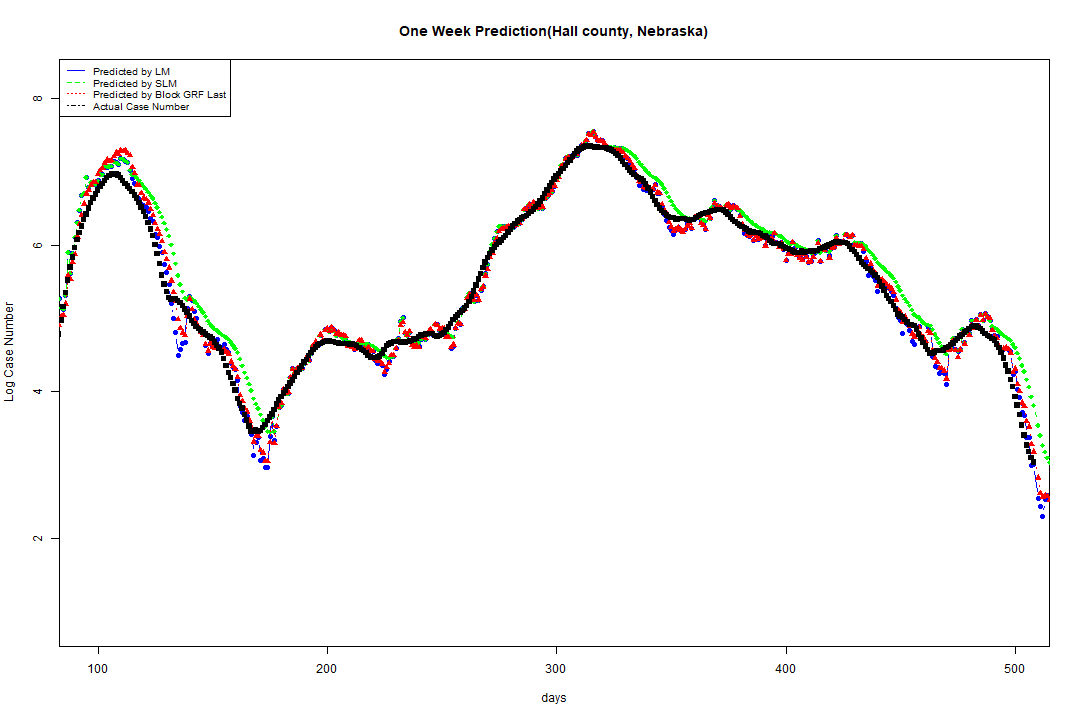 One Week Prediction(Hall county, Nebraska)
Predicted by LM
Predicted by SLM
Predicted by Block GRF Last
Actual Case Number
8
6
4
2
Log Case Number
100 200 300 400 500
days